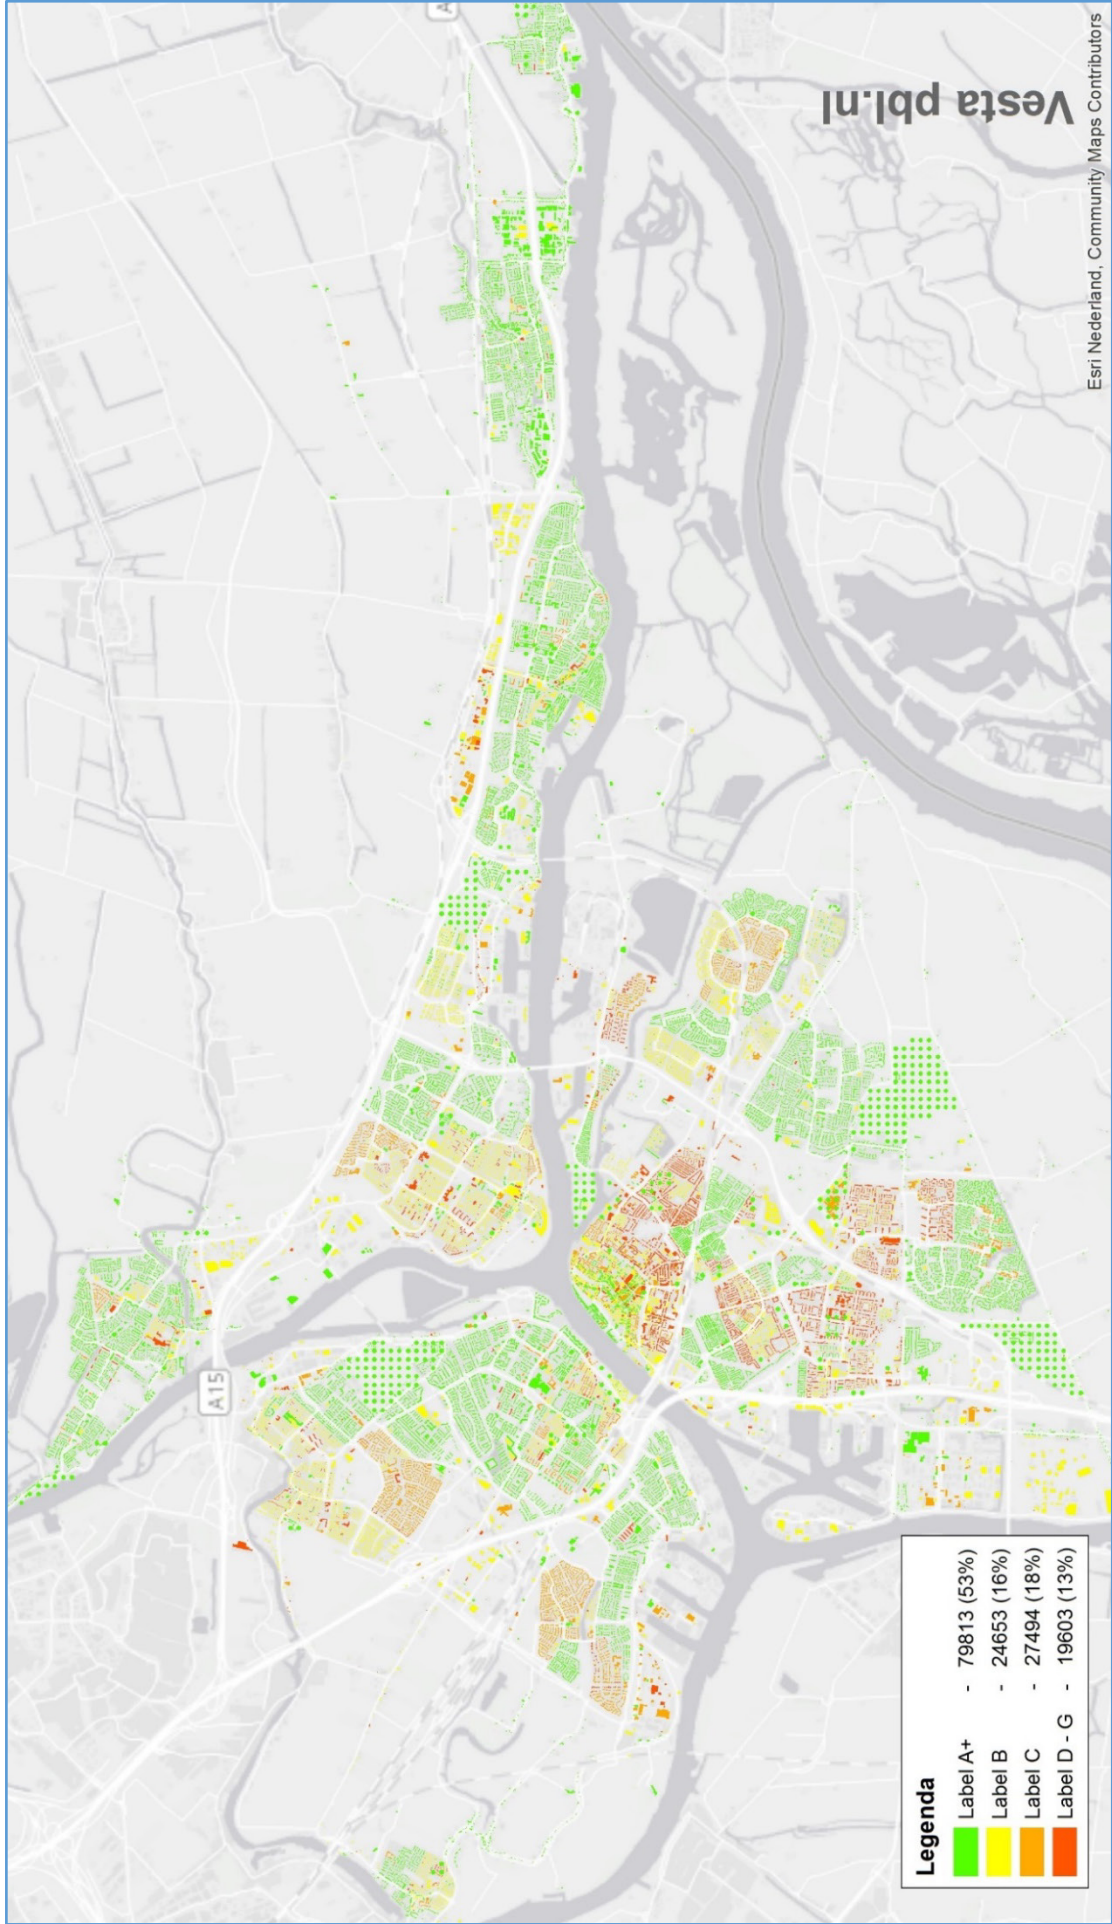 A
A15
Vesta pbl.nl
Esri Nederland, Community Maps Contributors
Legenda
Label A+ - 79813 (53%)
Label B - 24653 (16%)
Label C - 27494 (18%)
Label D - G - 19603 (13%)